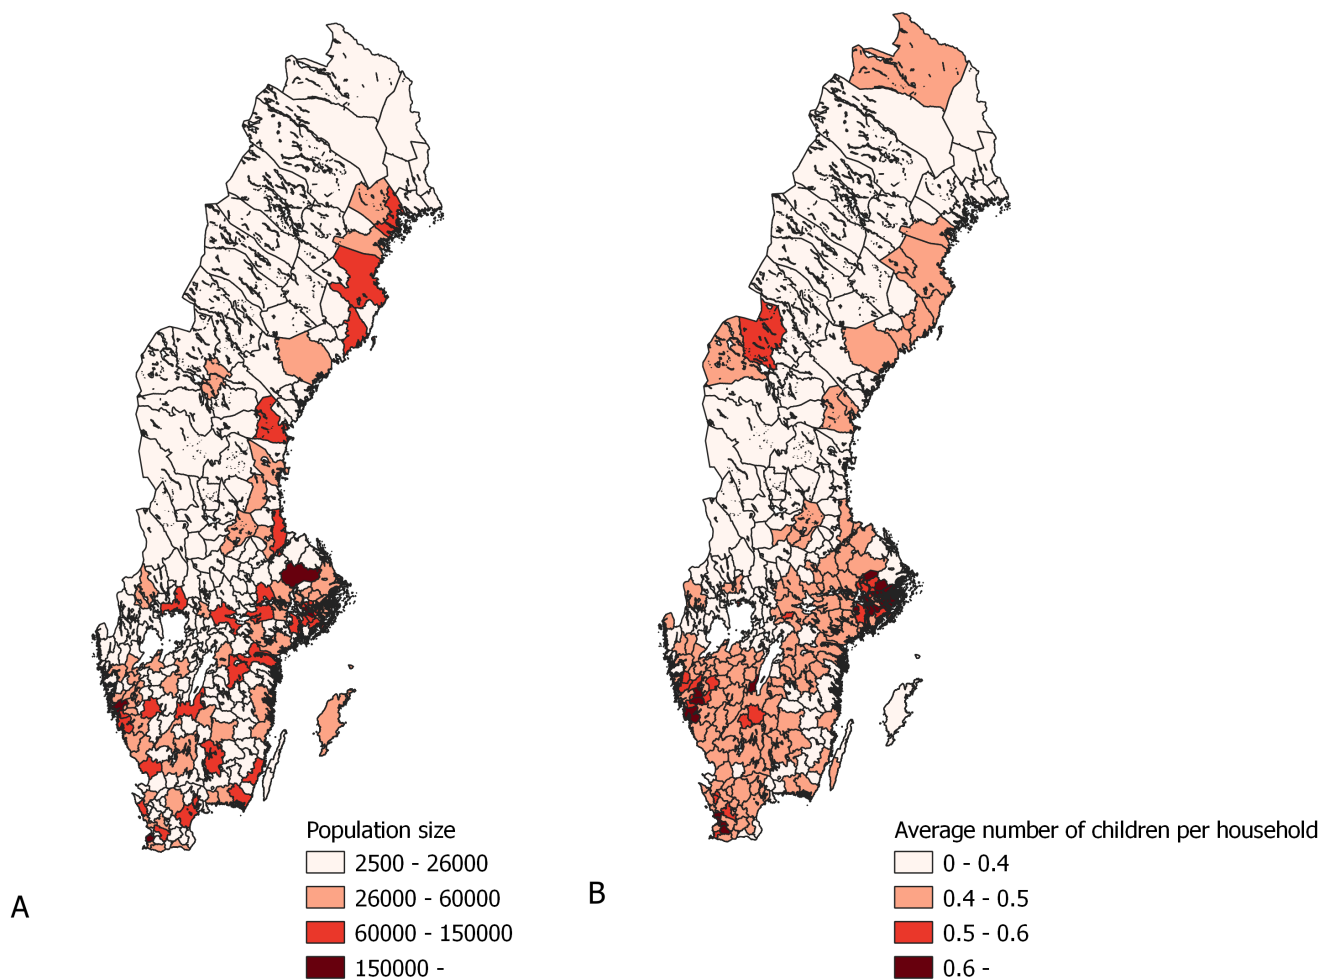 Population size
2500 - 26000
26000 - 60000
60000 - 150000
150000 -
A
Average number of children per household
0 - 0.4
0.4 - 0.5
0.5 - 0.6
0.6 -
B